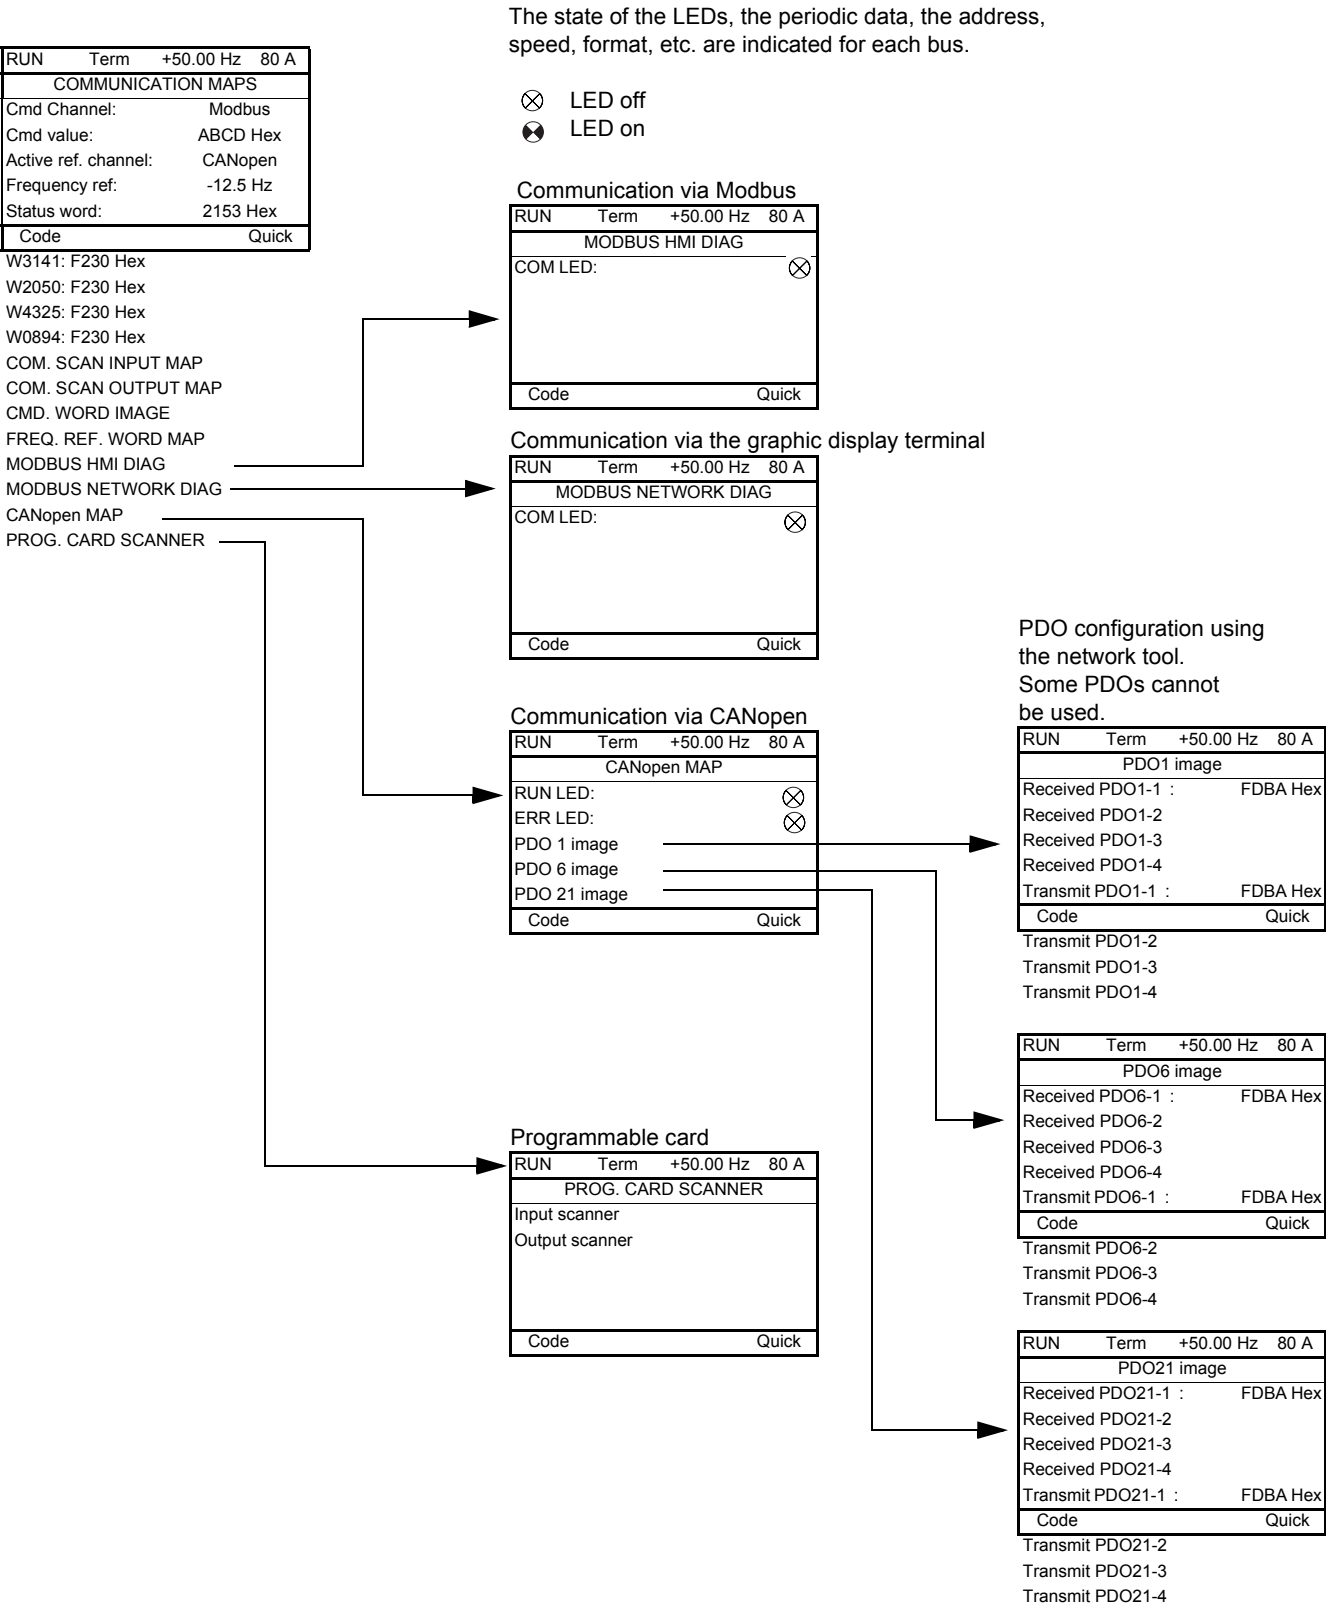 The state of the LEDs, the periodic data, the address,
speed, format, etc. are indicated for each bus.
LED off
LED on
RUN Term +50.00 Hz 80 A
COMMUNICATION MAPS
Cmd Channel: Modbus
Cmd value: ABCD Hex
Active ref. channel: CANopen
Frequency ref: -12.5 Hz
Status word: 2153 Hex
Code Quick
W3141: F230 Hex
W2050: F230 Hex
W4325: F230 Hex
W0894: F230 Hex
COM. SCAN INPUT MAP
COM. SCAN OUTPUT MAP
CMD. WORD IMAGE
FREQ. REF. WORD MAP
MODBUS HMI DIAG
MODBUS NETWORK DIAG
CANopen MAP
PROG. CARD SCANNER
Communication via Modbus
RUN Term +50.00 Hz 80 A
MODBUS HMI DIAG
COM LED:
Code Quick
Communication via the graphic display terminal
RUN Term +50.00 Hz 80 A
MODBUS NETWORK DIAG
COM LED:
Code Quick
Communication via CANopen
RUN Term +50.00 Hz 80 A
CANopen MAP
RUN LED:
ERR LED:
PDO 1 image
PDO 6 image
PDO 21 image
Code Quick
Programmable card
RUN Term +50.00 Hz 80 A
PROG. CARD SCANNER
Input scanner
Output scanner
Code Quick
PDO configuration using
the network tool.
Some PDOs cannot
be used.
RUN Term +50.00 Hz 80 A
PDO1 image
Received PDO1-1 : FDBA Hex
Received PDO1-2
Received PDO1-3
Received PDO1-4
Transmit PDO1-1 : FDBA Hex
Code Quick
Transmit PDO1-2
Transmit PDO1-3
Transmit PDO1-4
RUN Term +50.00 Hz 80 A
PDO6 image
Received PDO6-1 : FDBA Hex
Received PDO6-2
Received PDO6-3
Received PDO6-4
Transmit PDO6-1 : FDBA Hex
Code Quick
Transmit PDO6-2
Transmit PDO6-3
Transmit PDO6-4
RUN Term +50.00 Hz 80 A
PDO21 image
Received PDO21-1 : FDBA Hex
Received PDO21-2
Received PDO21-3
Received PDO21-4
Transmit PDO21-1 : FDBA Hex
Code Quick
Transmit PDO21-2
Transmit PDO21-3
Transmit PDO21-4